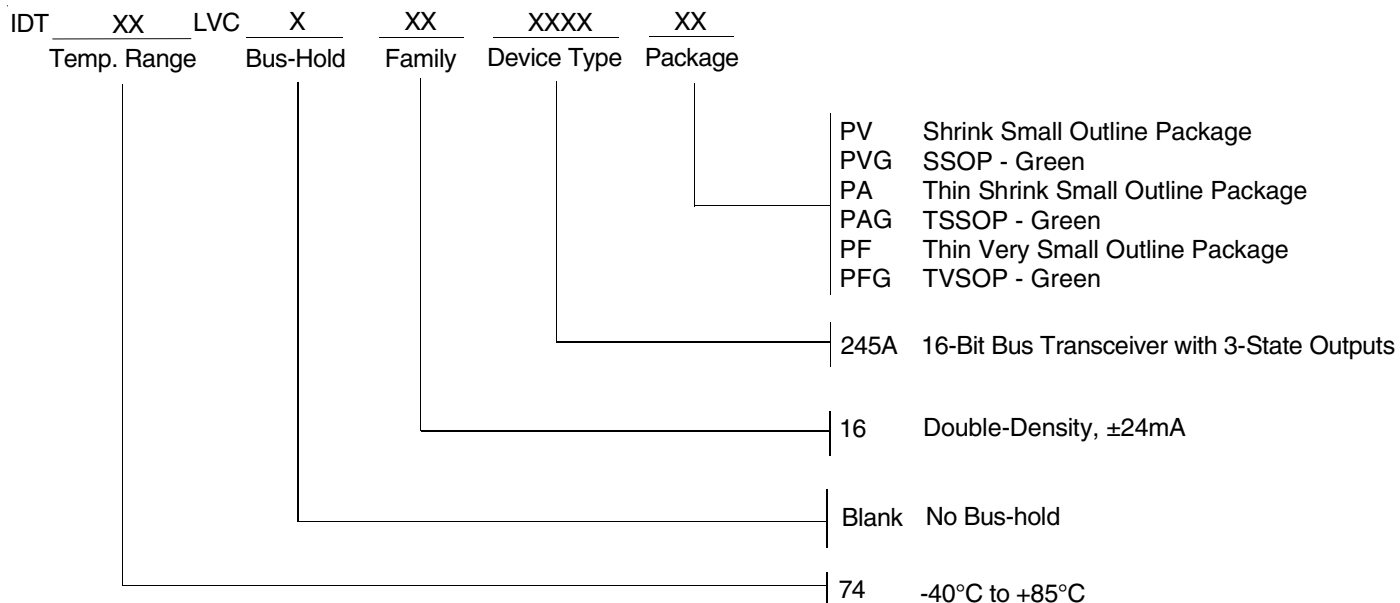 IDT XX LVC X XX XXXX XX
Temp. Range Bus-Hold Family Device Type Package
PV Shrink Small Outline Package
PVG SSOP - Green
PA Thin Shrink Small Outline Package
PAG TSSOP - Green
PF Thin Very Small Outline Package
PFG TVSOP - Green
245A 16-Bit Bus Transceiver with 3-State Outputs
16 Double-Density, ±24mA
Blank No Bus-hold
74 -40°C to +85°C